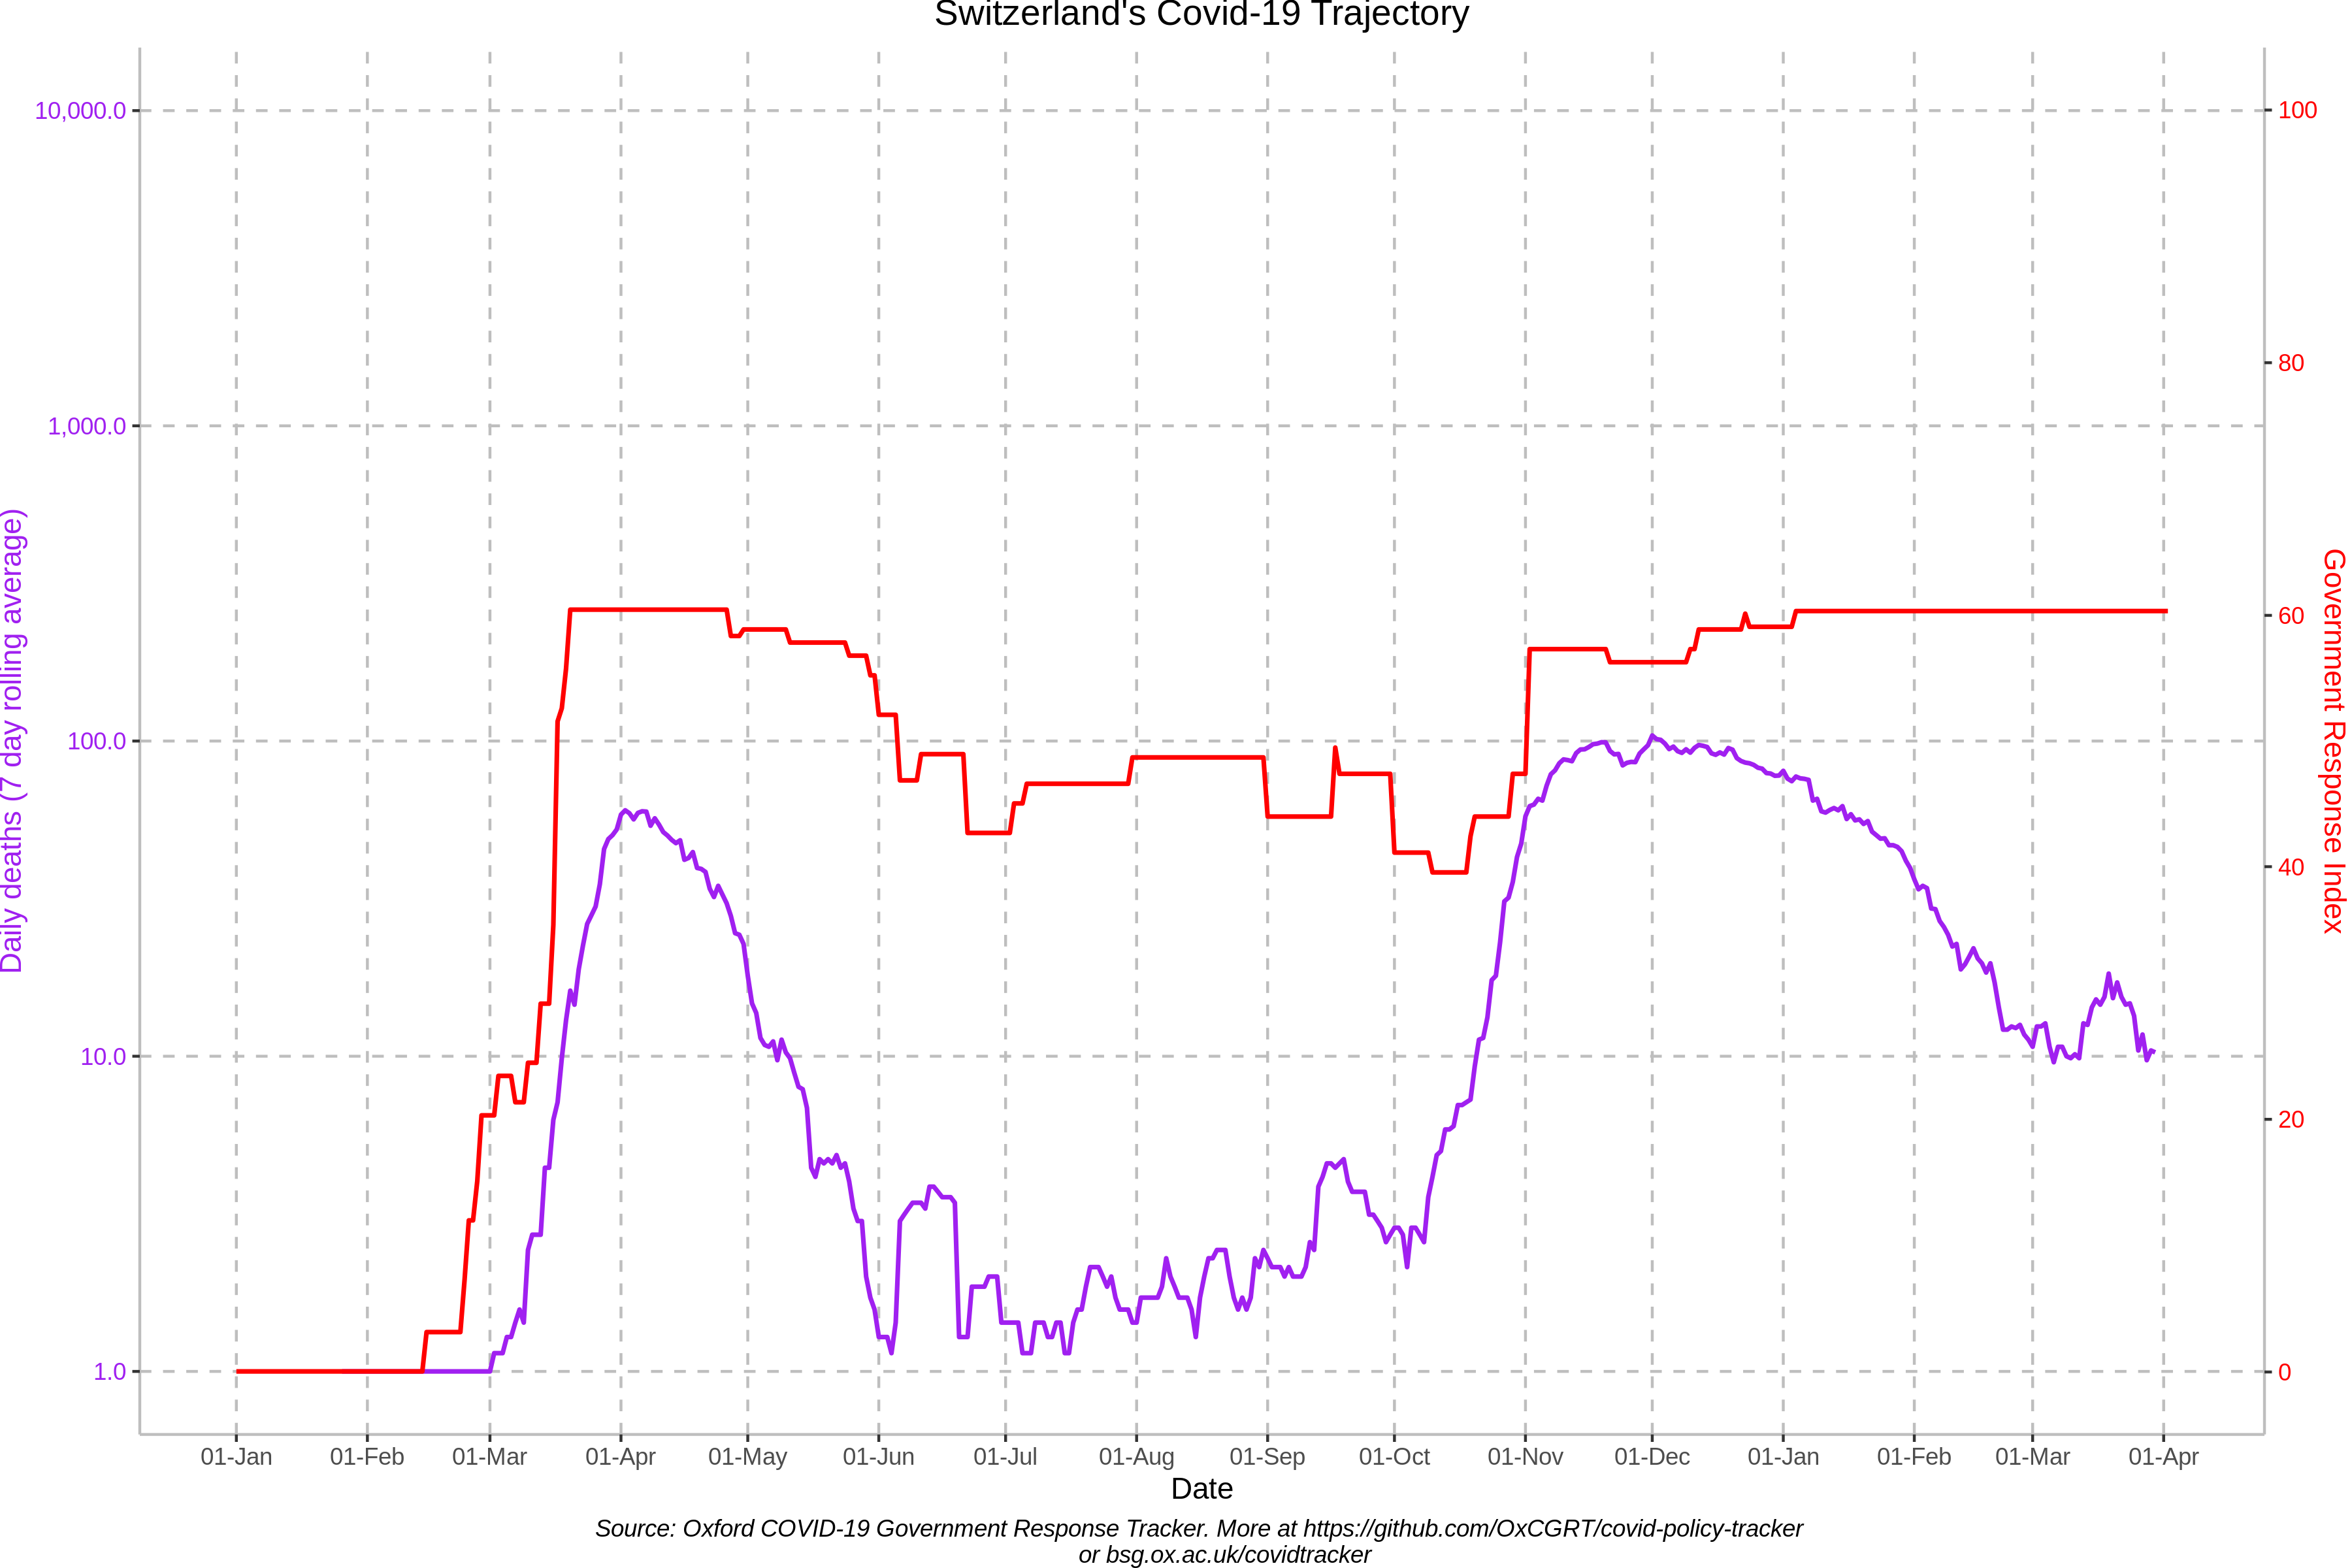 Switzerland's Covid-19 Trajectory
10,000.0
1,000.0
100.0
10.0
1.0
Daily deaths (7 day rolling average)
100
80
60
40
20
0
Government Response Index
01-Jan 01-Feb 01-Mar 01-Apr 01-May 01-Jun 01-Jul 01-Aug 01-Sep 01-Oct 01-Nov 01-Dec 01-Jan 01-Feb 01-Mar 01-Apr
Date
Source: Oxford COVID-19 Government Response Tracker. More at https://github.com/OxCGRT/covid-policy-tracker
or bsg.ox.ac.uk/covidtracker